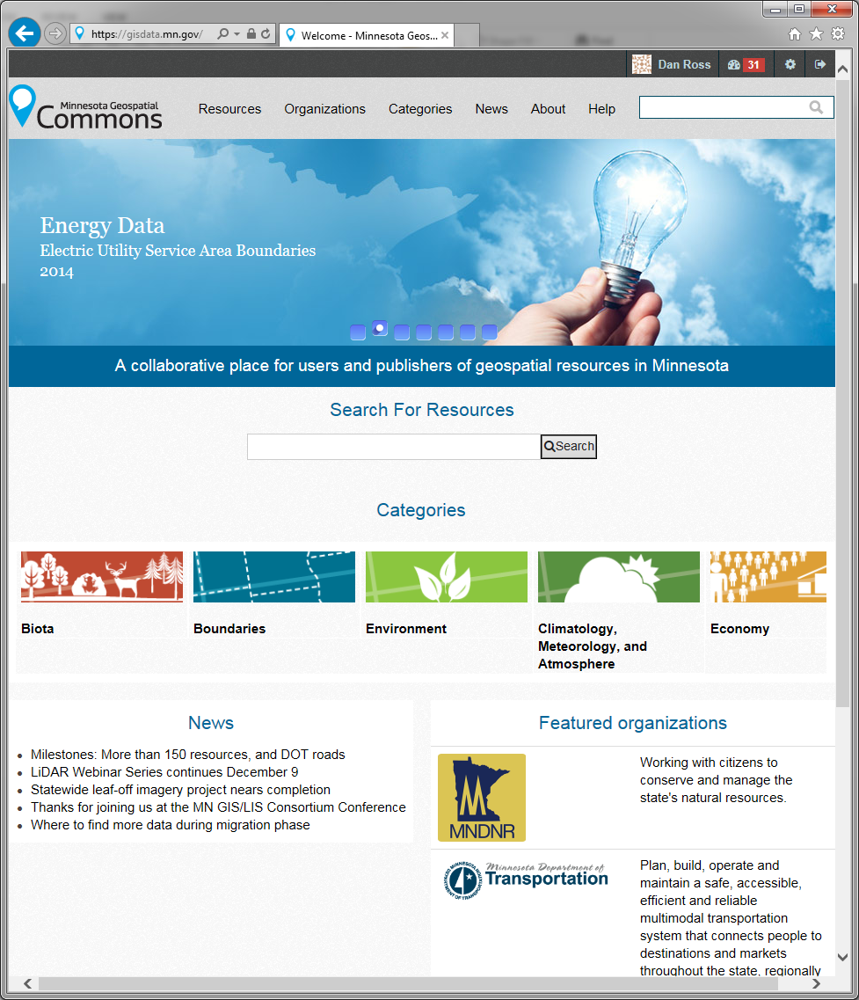 https://gisdata.mn.gov/
Welcome - Minnesota Geos...
Dan Ross
31
Minnesota Geospatial
Commons
Resources
Organizations
Categories
News
About
Help
Energy Data
Electric Utility Service Area Boundaries
2014
A collaborative place for users and publishers of geospatial resources in Minnesota
Search For Resources
Search
Categories
Biota
Boundaries
Environment
Climatology,
Meteorology, and
Atmosphere
Economy
News
Milestones: More than 150 resources, and DOT roads
LiDAR Webinar Series continues December 9
Statewide leaf-off imagery project nears completion
Thanks for joining us at the MN GIS/LIS Consortium Conference
Where to find more data during migration phase
Featured organizations
MNDNR
Working with citizens to
conserve and manage the
state's natural resources.
MINNESOTA DEPARTMENT OF TRANSPORTATION
Minnesota Department of
Transportation
Plan, build, operate and
maintain a safe, accessible,
efficient and reliable
multimodal transportation
system that connects people to
destinations and markets
throughout the state, regionally